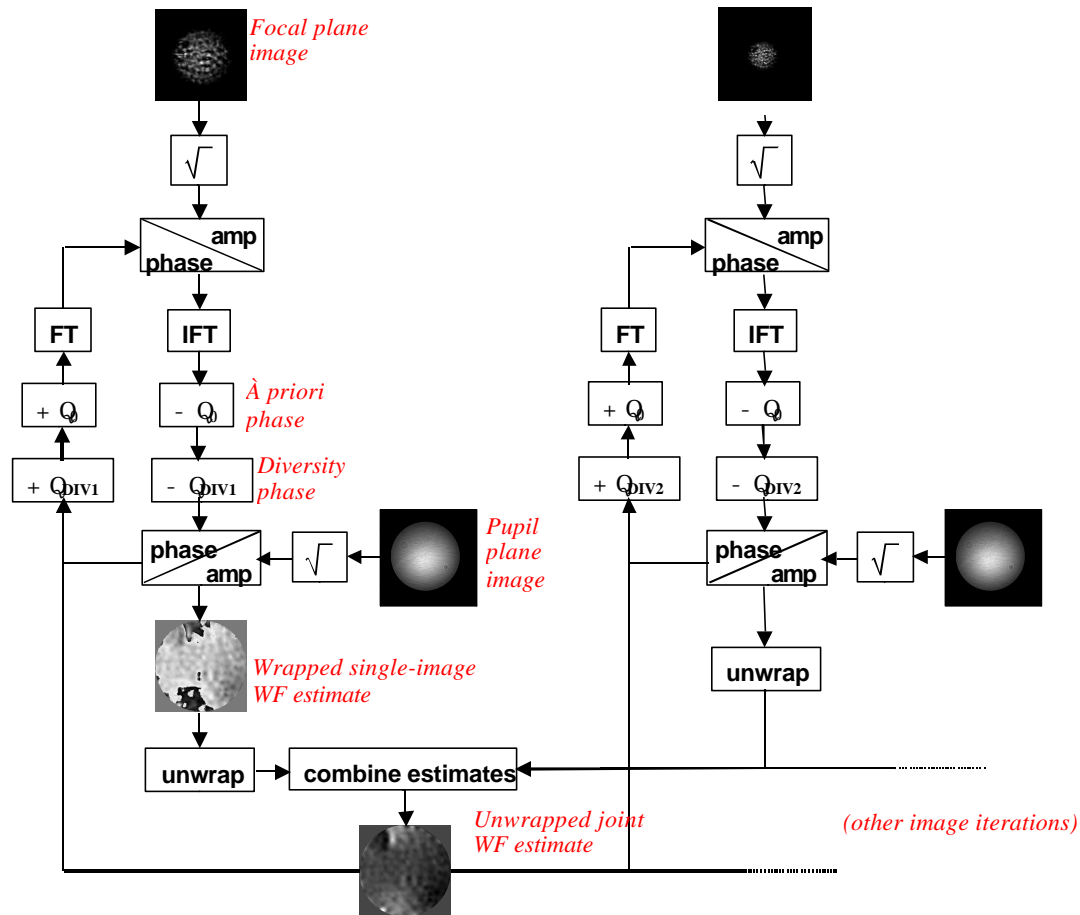 Focal plane
image
√
√
amp
phase
amp
phase
FT
IFT
FT
IFT
+ Q0
- Q0
À priori
phase
+ Q0
- Q0
+ QDIV1
- QDIV1
Diversity
phase
+ QDIV2
- QDIV2
phase
amp
√
Pupil
plane
image
phase
amp
√
Wrapped single-image
WF estimate
unwrap
unwrap
combine estimates
Unwrapped joint
WF estimate
(other image iterstions)